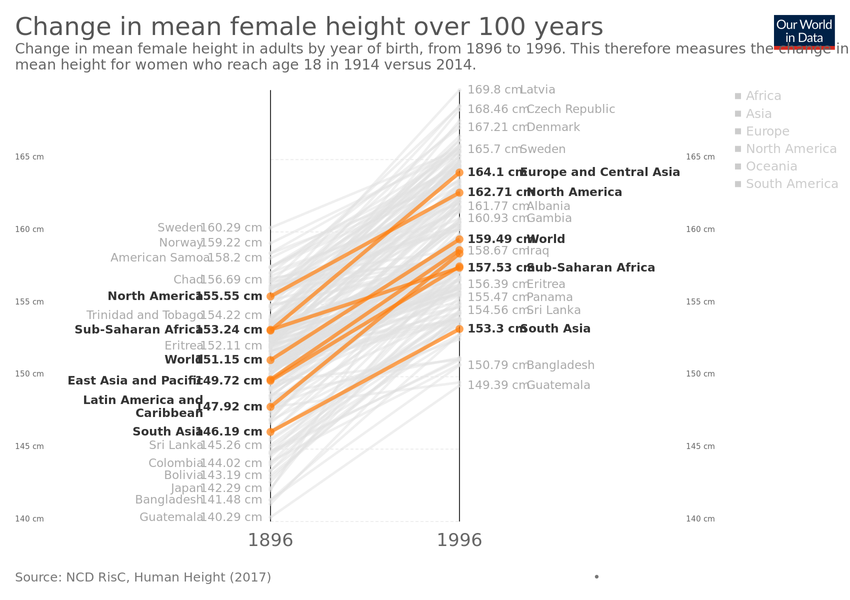 Change in mean female height over 100 years
Our World
in Data
Change in mean female height in adults by year of birth, from 1896 to 1996. This therefore measures the change in
mean height for women who reach age 18 in 1914 versus 2014.
169.8 cm Latvia
Africa
168.46 cm Czech Republic
Asia
167.21 cm Denmark
Europe
165.7 cm Sweden
North America
165 cm
165 cm
Oceania
164.1 cm Europe and Central Asia
South America
162.71 cm North America
161.77 cm Albania
160.93 cm Gambia
Sweden 160.29 cm
160 cm
160 cm
Norway 159.22 cm
159.49 cm World
158.67 cm Iraq
American Samoa 158.2 cm
157.53 cm Sub-Saharan Africa
Chad 156.69 cm
156.39 cm Eritrea
North America 155.55 cm
155.47 cm Panama
155 cm
155 cm
Trinidad and Tobago 154.22 cm
154.56 cm Sri Lanka
Sub-Saharan Africa 153.24 cm
153.3 cm South Asia
Eritrea 152.11 cm
World 151.15 cm
150.79 cm Bangladesh
150 cm
150 cm
East Asia and Pacific 149.72 cm
149.39 cm Guatemala
Latin America and
Caribbean 147.92 cm
South Asia 146.19 cm
Sri Lanka 145.26 cm
145 cm
145 cm
Colombia 144.02 cm
Bolivia 143.19 cm
Japan 142.29 cm
Bangladesh 141.48 cm
Guatemala 140.29 cm
140 cm
140 cm
1896
1996
Source: NCD RisC, Human Height (2017)
•